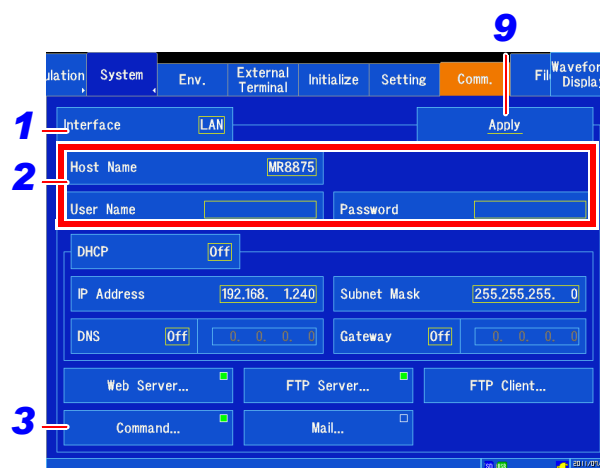 9
ulation System Env. External Terminal Initialize Setting Comm. Fil Wavefor Displa
1 Interface LAN Apply
2 Host Name MR8875
User Name Password
DHCP Off
IP Address 192.168. 1.240 Subnet Mask 255.255.255. 0
DNS Off 0. 0. 0. 0 Gateway Off 0. 0. 0. 0
Web Server... FTP Server... FTP Client...
3 Command... Mail...
SD